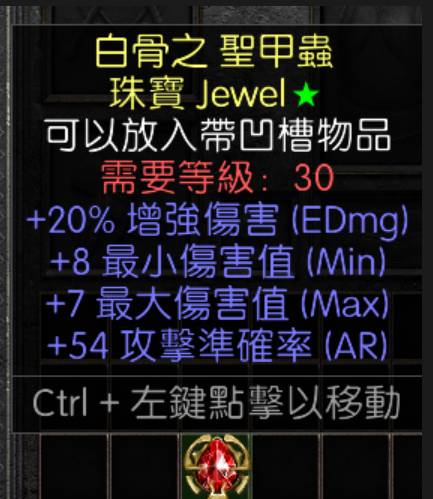 白骨之 聖甲蟲
珠寶 Jewel★
可以放入帶凹槽物品
需要等級: 30
+20% 增強傷害 (EDmg)
+8 最小傷害值 (Min)
+7 最大傷害值 (Max)
+54 攻擊準確率 (AR)
Ctrl + 左鍵點擊以移動